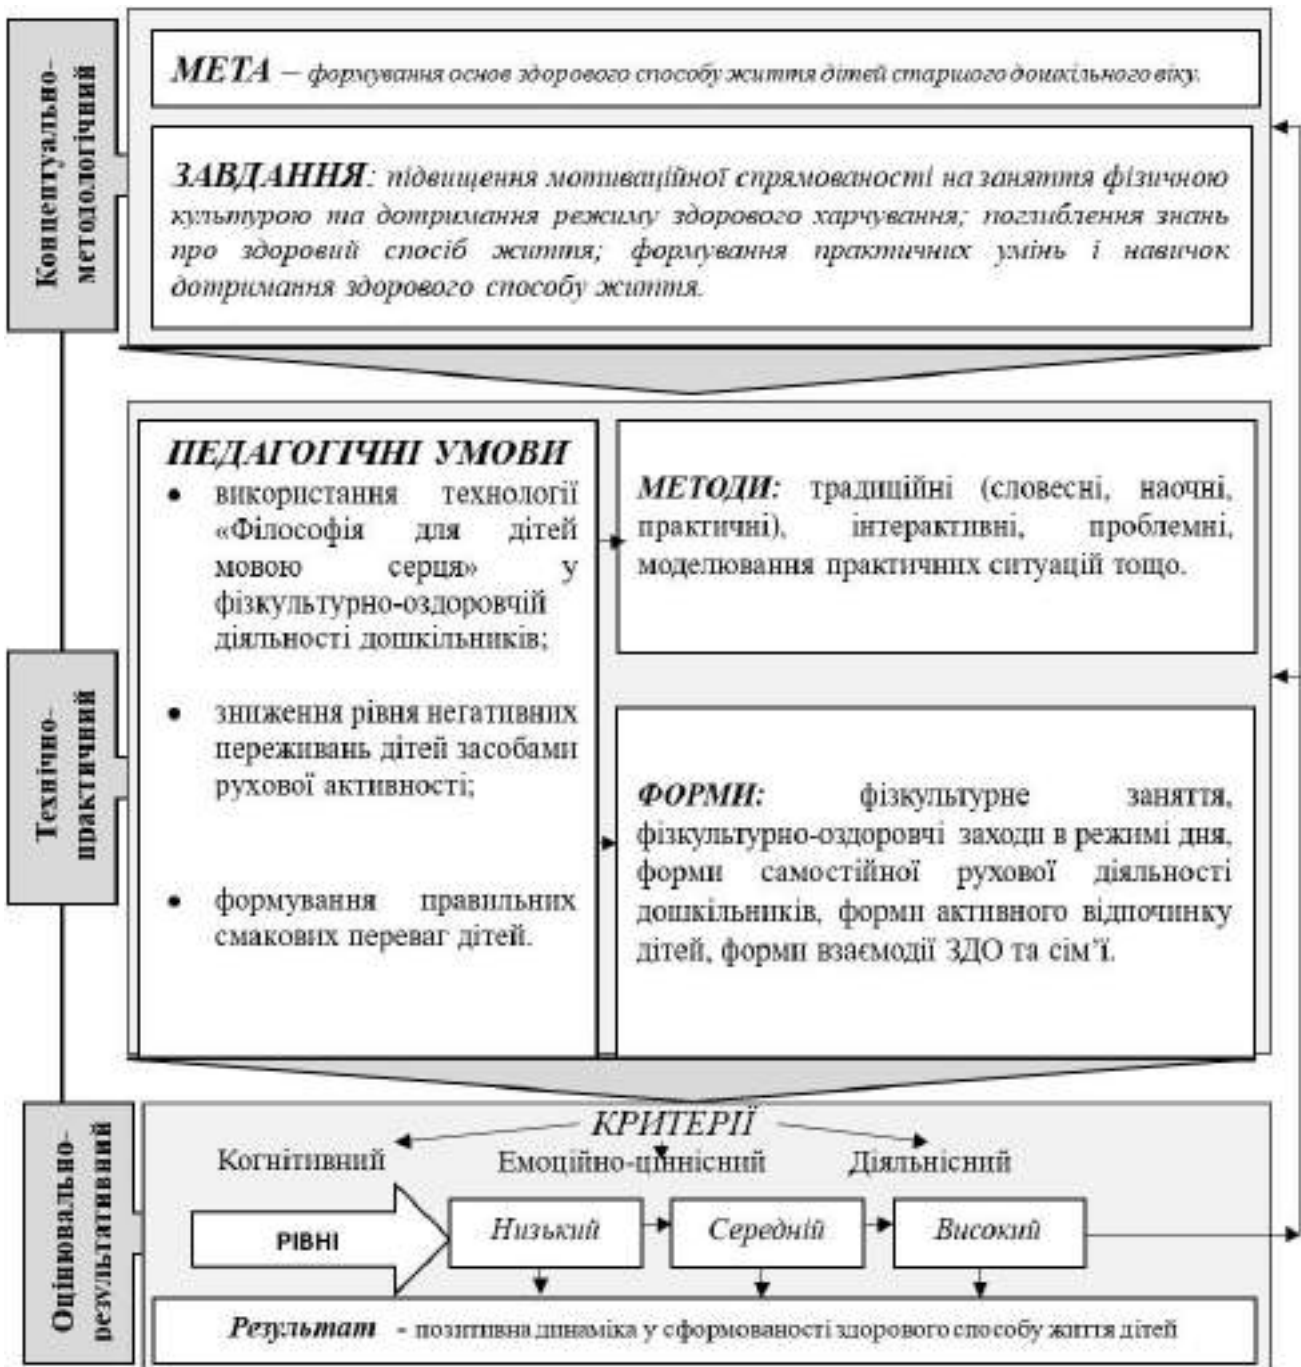 Концептуально-
методологічний
МЕТА – формування основ здорового способу життя дітей старшого дошкільного віку.
ЗАВДАННЯ: підвищення мотиваційної спрямованості на заняття фізичною
культурою та дотримання режиму здорового харчування; поглиблення знань
про здоровий спосіб життя; формування практичних умінь і навичок
дотримання здорового способу життя.
Технічно-
практичний
ПЕДАГОГІЧНІ УМОВИ
• використання технології
«Філософія для дітей
мовою серця» у
фізкультурно-оздоровчій
діяльності дошкільників;
• зниження рівня негативних
переживань дітей засобами
рухової активності;
• формування правильних
смакових переваг дітей.
МЕТОДИ: традиційні (словесні, наочні,
практичні), інтерактивні, проблемні,
моделювання практичних ситуацій тощо.
ФОРМИ: фізкультурне заняття,
фізкультурно-оздоровчі заходи в режимі дня,
форми самостійної рухової діяльності
дошкільників, форми активного відпочинку
дітей, форми взаємодії ЗДО та сім’ї.
Оцінювально-
результативний
КРИТЕРІЇ
Когнітивний Емоційно-ціннісний Діяльнісний
РІВНІ Низький Середній Високий
Результат - позитивна динаміка у сформованості здорового способу життя дітей